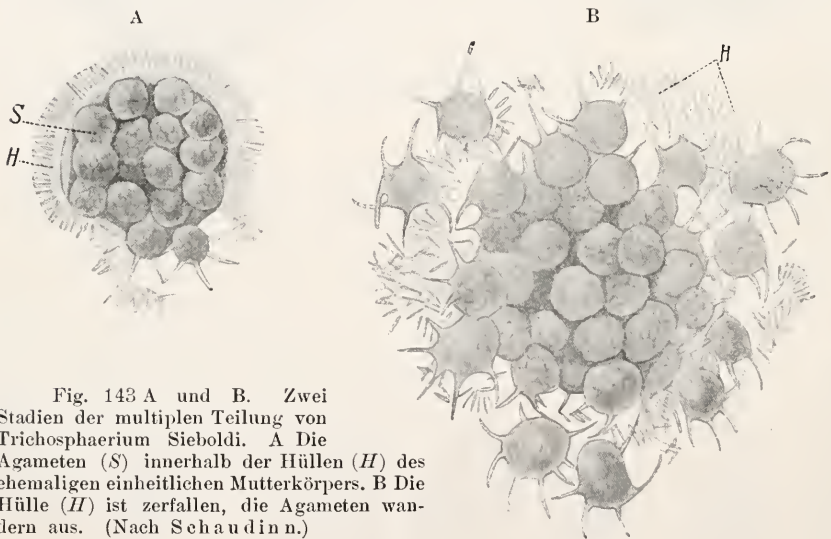 A
B
S
H
H
Fig. 143 A und B. Zwei
Stadien der multiplen Teilung von
Trichosphaerium Sieboldi. A Die
Agameten (S) innerhalb der Hüllen (H) des
ehemaligen einheitlichen Mutterkörpers. B Die
Hülle (H) ist zerfallen, die Agameten wan-
dern aus. (Nach Schaudinn.)